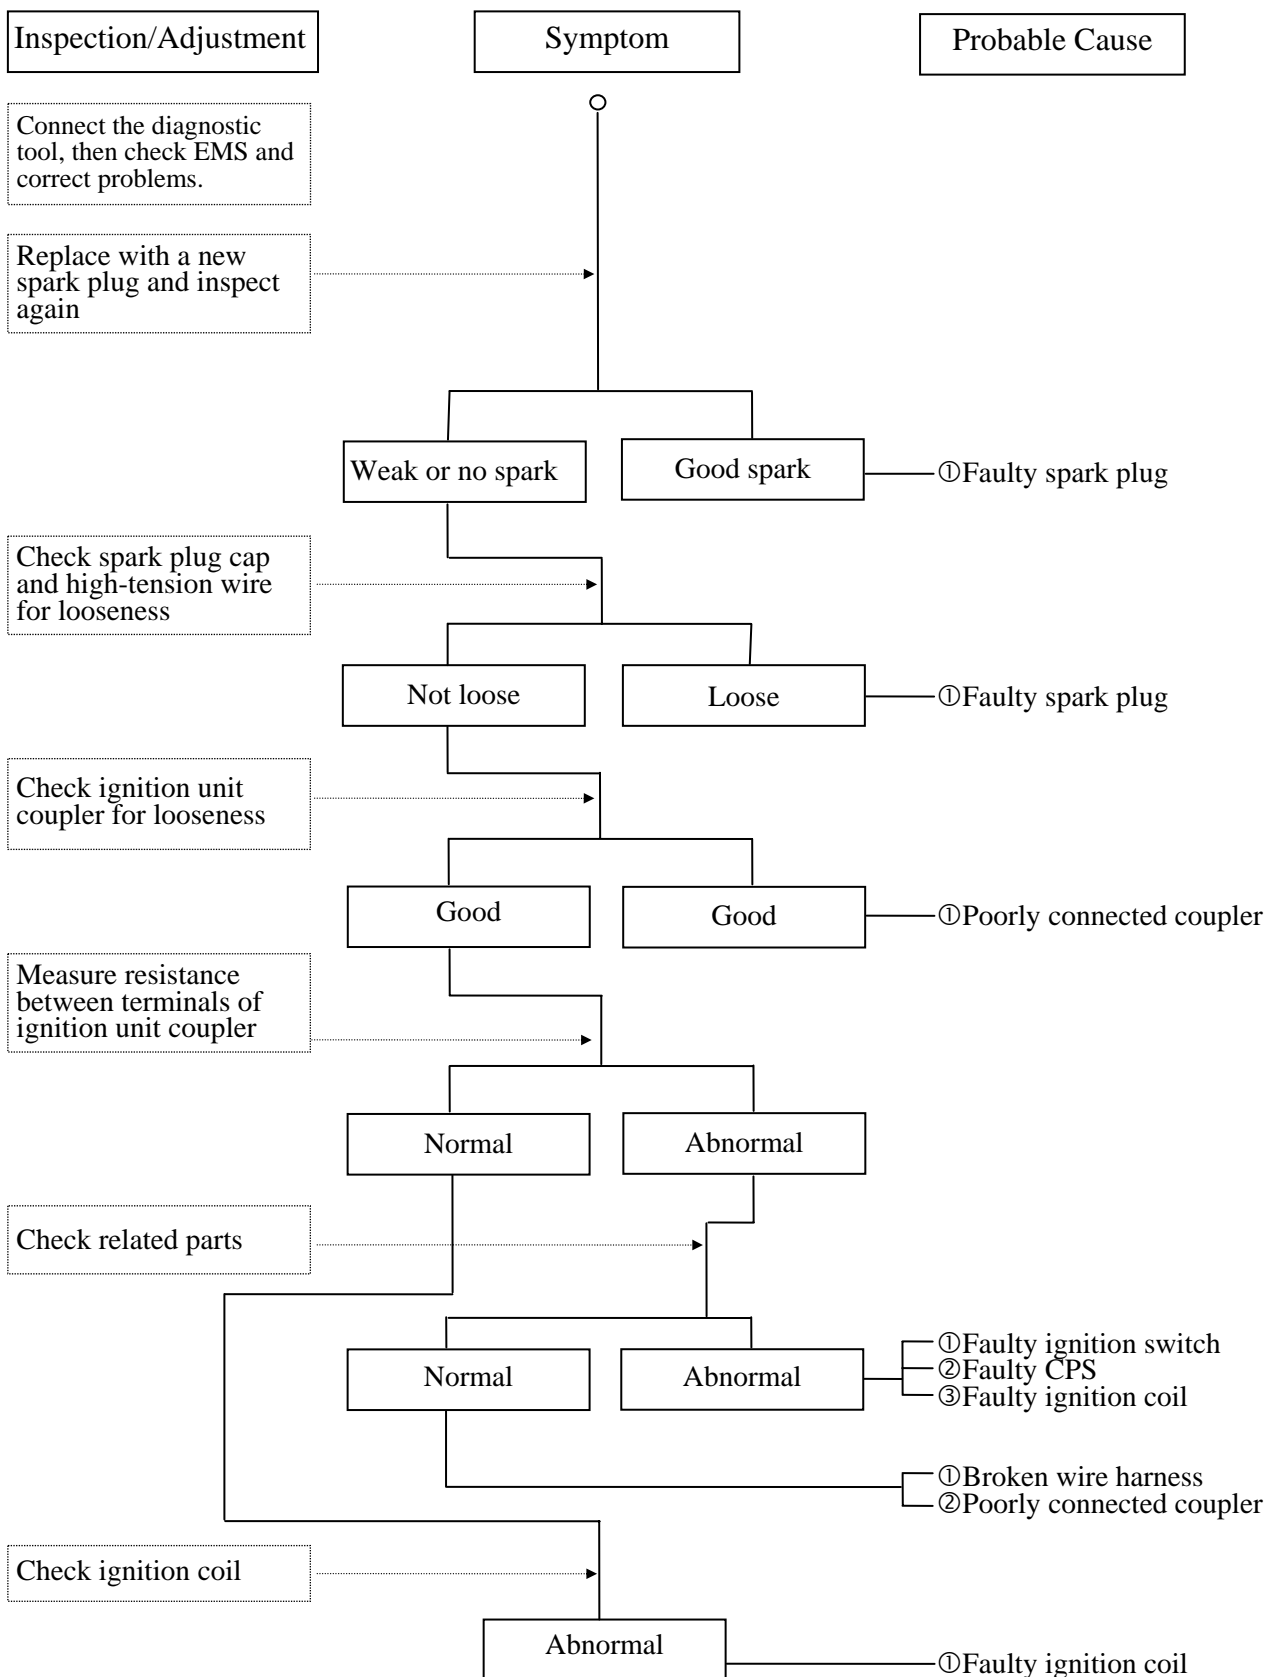 Inspection/Adjustment
Symptom
Probable Cause
Connect the diagnostic
tool, then check EMS and
correct problems.
Replace with a new
spark plug and inspect
again
Weak or no spark
Good spark
①Faulty spark plug
Check spark plug cap
and high-tension wire
for looseness
Not loose
Loose
①Faulty spark plug
Check ignition unit
coupler for looseness
Good
Good
①Poorly connected coupler
Measure resistance
between terminals of
ignition unit coupler
Normal
Abnormal
Check related parts
Normal
Abnormal
①Faulty ignition switch
②Faulty CPS
③Faulty ignition coil
①Broken wire harness
②Poorly connected coupler
Check ignition coil
Abnormal
①Faulty ignition coil